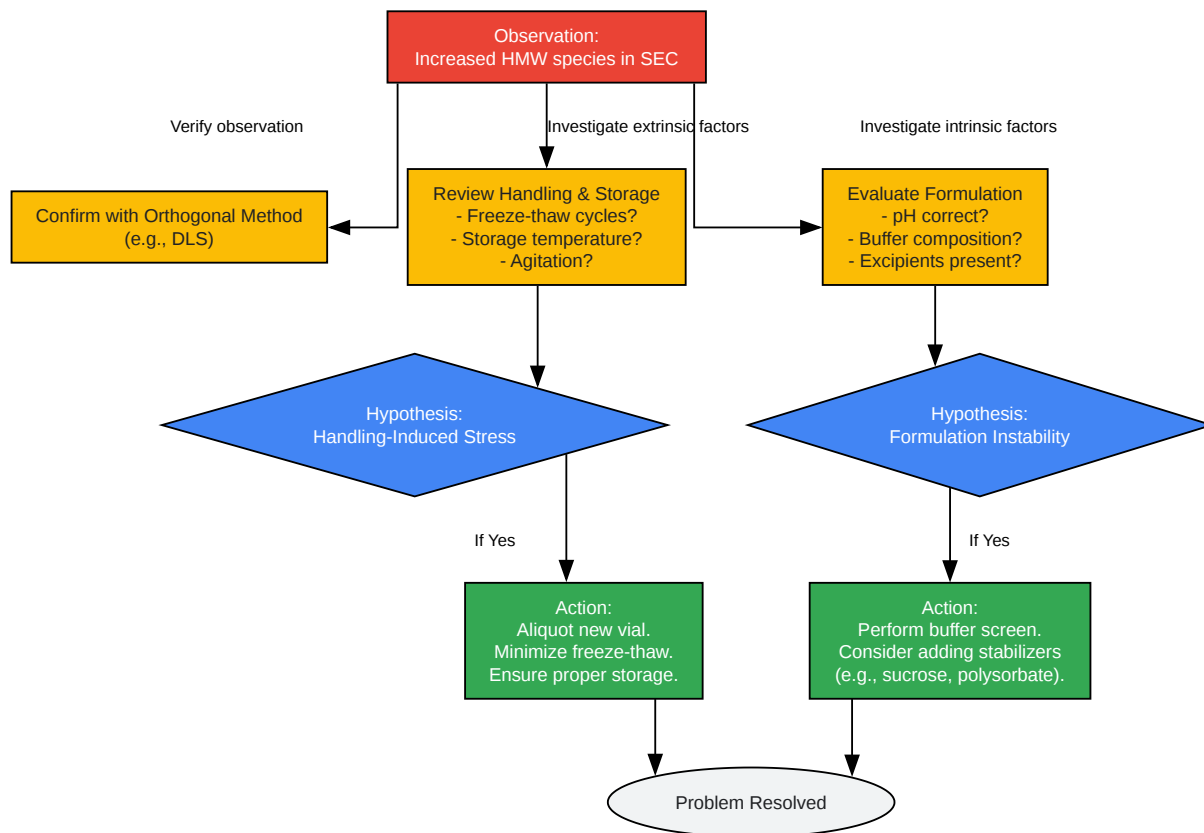 Observation:
Increased HMW species in SEC
Verify observation
Investigate extrinsic factors
Investigate intrinsic factors
Confirm with Orthogonal Method
(e.g., DLS)
Review Handling & Storage
- Freeze-thaw cycles?
- Storage temperature?
- Agitation?
Evaluate Formulation
- pH correct?
- Buffer composition?
- Excipients present?
Hypothesis:
Handling-Induced Stress
Hypothesis:
Formulation Instability
If Yes
If Yes
Action:
Aliquot new vial.
Minimize freeze-thaw.
Ensure proper storage.
Action:
Perform buffer screen.
Consider adding stabilizers
(e.g., sucrose, polysorbate).
Problem Resolved